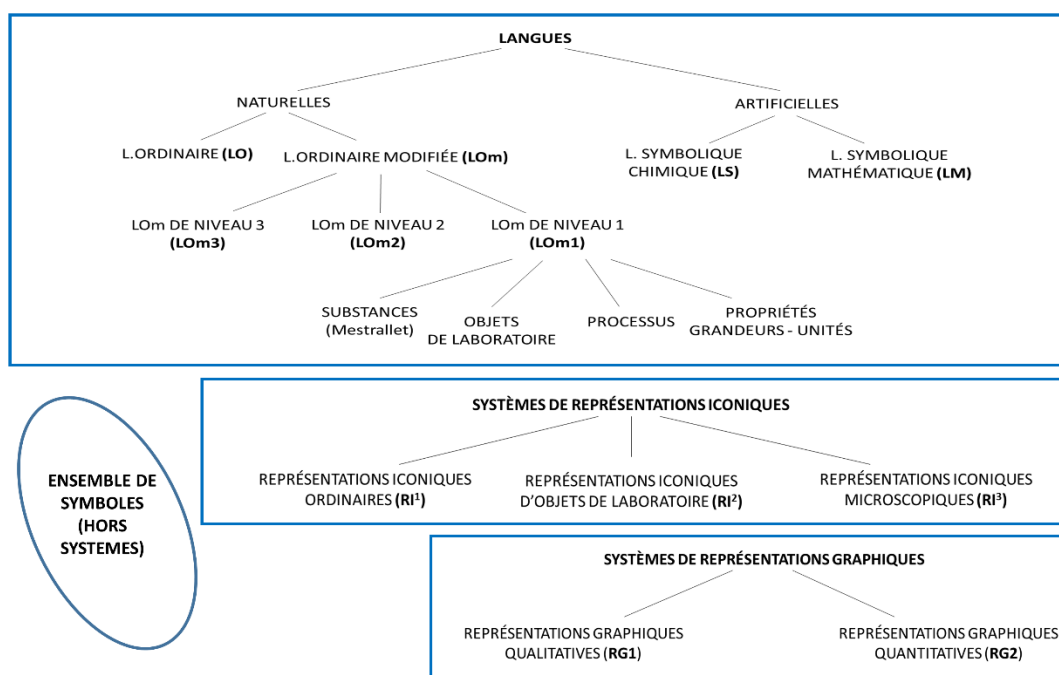 LANGUES
NATURELLES
ARTIFICIELLES
L.ORDINAIRE (LO)
L.ORDINAIRE MODIFIÉE (LOm)
L. SYMBOLIQUE
CHIMIQUE (LS)
L. SYMBOLIQUE
MATHÉMATIQUE (LM)
LOm DE NIVEAU 3
(LOm3)
LOm DE NIVEAU 2
(LOm2)
LOm DE NIVEAU 1
(LOm1)
SUBSTANCES
(Mestrallet)
OBJETS
DE LABORATOIRE
PROCESSUS
PROPRIÉTÉS
GRANDEURS - UNITÉS
ENSEMBLE DE
SYMBOLES
(HORS
SYSTEMES)
SYSTÈMES DE REPRÉSENTATIONS ICONIQUES
REPRÉSENTATIONS ICONIQUES
ORDINAIRES (RI¹)
REPRÉSENTATIONS ICONIQUES
D'OBJETS DE LABORATOIRE (RI²)
REPRÉSENTATIONS ICONIQUES
MICROSCOPIQUES (RI³)
SYSTÈMES DE REPRÉSENTATIONS GRAPHIQUES
REPRÉSENTATIONS GRAPHIQUES
QUALITATIVES (RG1)
REPRÉSENTATIONS GRAPHIQUES
QUANTITATIVES (RG2)